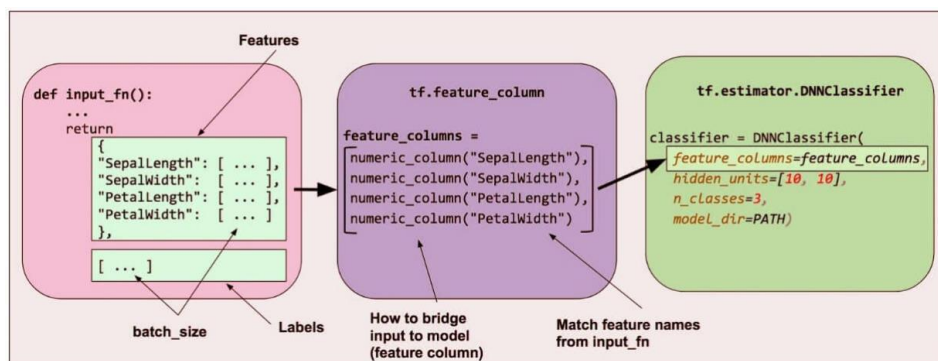 Features
def input_fn():
...
return
{
"SepalLength": [ ... ],
"SepalWidth": [ ... ],
"PetalLength": [ ... ],
"PetalWidth": [ ... ]
},
[ ... ]
batch_size
Labels
tf.feature_column
feature_columns =
numeric_column("SepalLength"),
numeric_column("SepalWidth"),
numeric_column("PetalLength"),
numeric_column("PetalWidth")
How to bridge
input to model
(feature column)
Match feature names
from input_fn
tf.estimator.DNNClassifier
classifier = DNNClassifier(
feature_columns=feature_columns,
hidden_units=[10, 10],
n_classes=3,
model_dir=PATH)